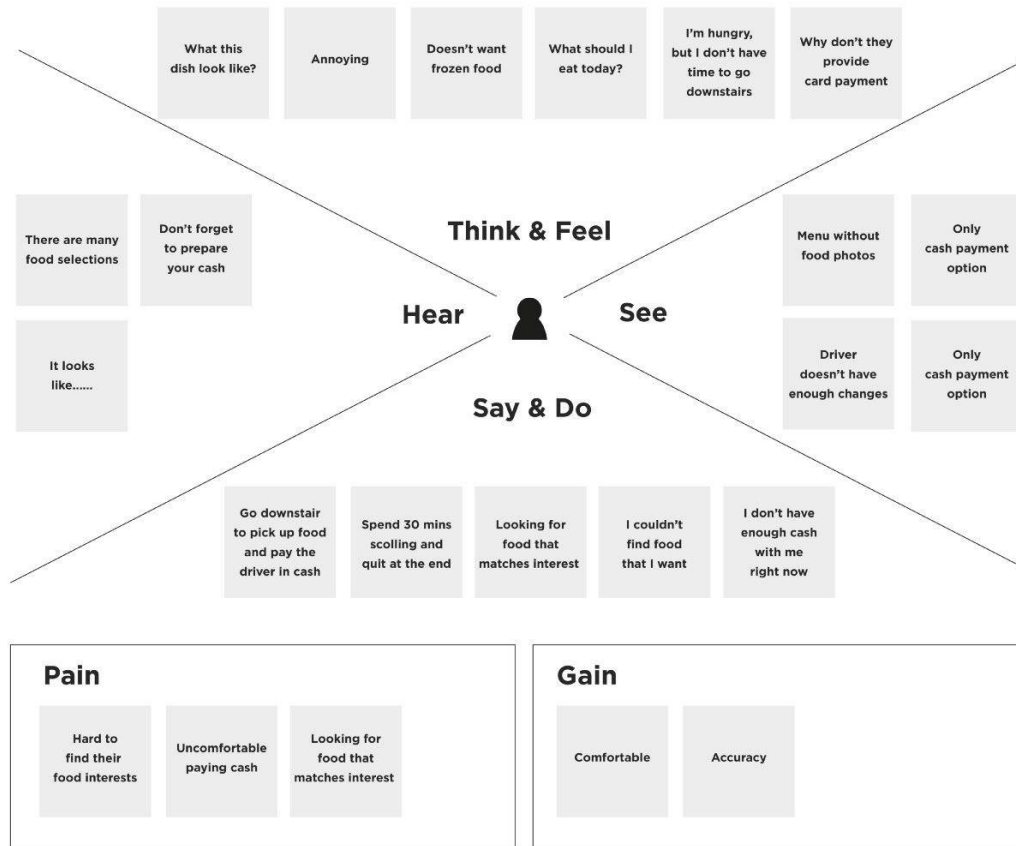 What this
dish look like?
Annoying
Doesn't want
frozen food
What should I
eat today?
I'm hungry,
but I don't have
time to go
downstairs
Why don't they
provide
card payment
Think & Feel
There are many
food selections
Don't forget
to prepare
your cash
It looks
like......
Hear
See
Menu without
food photos
Only
cash payment
option
Driver
doesn't have
enough changes
Only
cash payment
option
Say & Do
Go downstair
to pick up food
and pay the
driver in cash
Spend 30 mins
scolling and
quit at the end
Looking for
food that
matches interest
I couldn't
find food
that I want
I don't have
enough cash
with me
right now
Pain
Hard to
find their
food interests
Uncomfortable
paying cash
Looking for
food that
matches interest
Gain
Comfortable
Accuracy